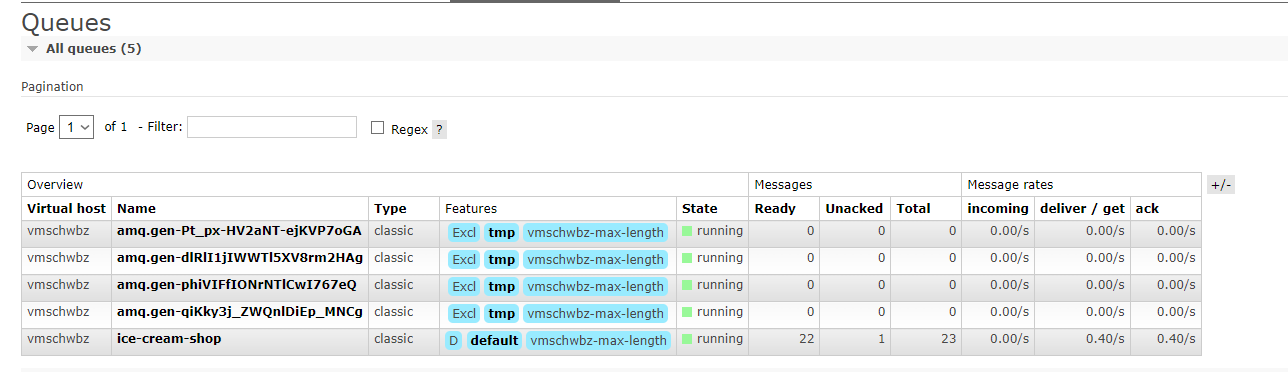 Queues
All queues (5)
Pagination
Page 1 of 1 - Filter: Regex ?
Overview Messages Message rates +/-
Virtual host Name Type Features State Ready Unacked Total incoming deliver / get ack
vmschwbz amq.gen-Pt_px-HV2aNT-ejKVP7oGA classic Excl tmp vmschwbz-max-length running 0 0 0 0.00/s 0.00/s 0.00/s
vmschwbz amq.gen-dlRlI1jIWWTl5XV8rm2HAg classic Excl tmp vmschwbz-max-length running 0 0 0 0.00/s 0.00/s 0.00/s
vmschwbz amq.gen-phiVIFfIONrNTlCwI767eQ classic Excl tmp vmschwbz-max-length running 0 0 0 0.00/s 0.00/s 0.00/s
vmschwbz amq.gen-qiKky3j_ZWQnlDiEp_MNCg classic Excl tmp vmschwbz-max-length running 0 0 0 0.00/s 0.00/s 0.00/s
vmschwbz ice-cream-shop classic D default vmschwbz-max-length running 22 1 23 0.00/s 0.40/s 0.40/s